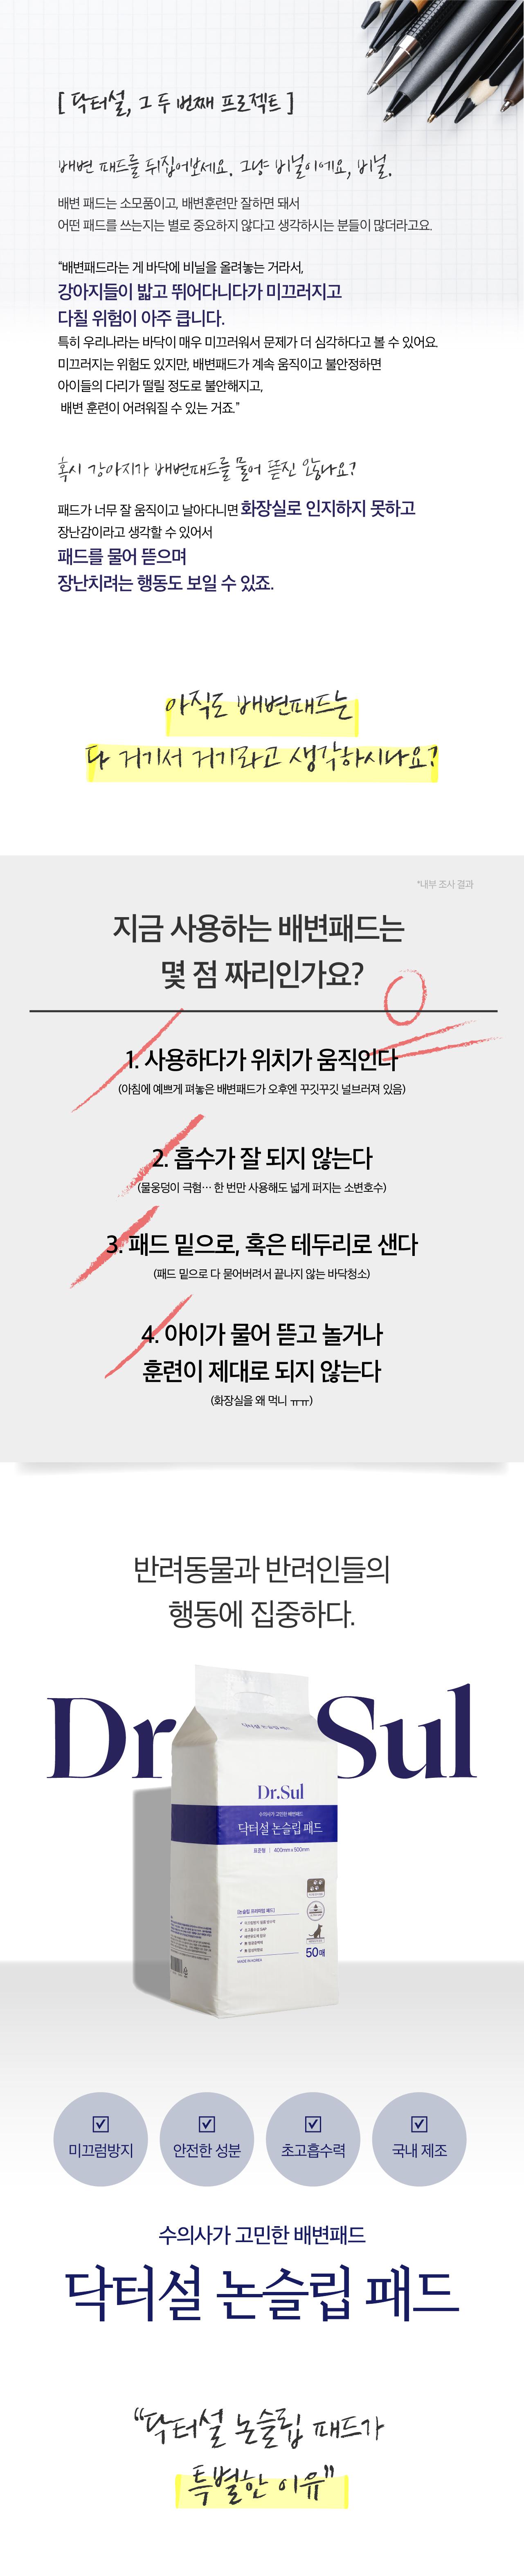 [ 닥터설, 그 두 번째 프로젝트 ]
배변 패드를 뒤집어보세요. 그냥 비닐이에요, 비닐.
배변 패드는 소모품이고, 배변훈련만 잘하면 돼서
어떤 패드를 쓰는지는 별로 중요하지 않다고 생각하시는 분들이 많더라고요.
“배변패드라는 게 바닥에 비닐을 올려놓는 거라서,
강아지들이 밟고 뛰어다니다가 미끄러지고
다칠 위험이 아주 큽니다.
특히 우리나라는 바닥이 매우 미끄러워서 문제가 더 심각하다고 볼 수 있어요.
미끄러지는 위험도 있지만, 배변패드가 계속 움직이고 불안정하면
아이들의 다리가 떨릴 정도로 불안해지고,
배변 훈련이 어려워질 수 있는 거죠.”
혹시 강아지가 배변패드를 물어 뜯진 않나요?
패드가 너무 잘 움직이고 날아다니면 화장실로 인지하지 못하고
장난감이라고 생각할 수 있어서
패드를 물어 뜯으며
장난치려는 행동도 보일 수 있죠.
아직도 배변패드는
다 거기서 거기라고 생각하시나요?
*내부 조사 결과
지금 사용하는 배변패드는
몇 점 짜리인가요?
0
1. 사용하다가 위치가 움직인다
(아침에 예쁘게 펴놓은 배변패드가 오후엔 꾸깃꾸깃 널브러져 있음)
2. 흡수가 잘 되지 않는다
(물웅덩이 극혐… 한 번만 사용해도 넓게 퍼지는 소변호수)
3. 패드 밑으로, 혹은 테두리로 샌다
(패드 밑으로 다 묻어버려서 끝나지 않는 바닥청소)
4. 아이가 물어 뜯고 놀거나
훈련이 제대로 되지 않는다
(화장실을 왜 먹니 ㅠㅠ)
반려동물과 반려인들의
행동에 집중하다.
Dr.Sul
닥터설 논슬립 패드
Dr.Sul
수의사가 고민한 배변패드
닥터설 논슬립 패드
표준형 | 400mm x 500mm
[논슬립 프리미엄 패드]
50매
MADE IN KOREA
미끄럼방지
안전한 성분
초고흡수력
국내 제조
수의사가 고민한 배변패드
닥터설 논슬립 패드
“닥터설 논슬립 패드가
특별한 이유”